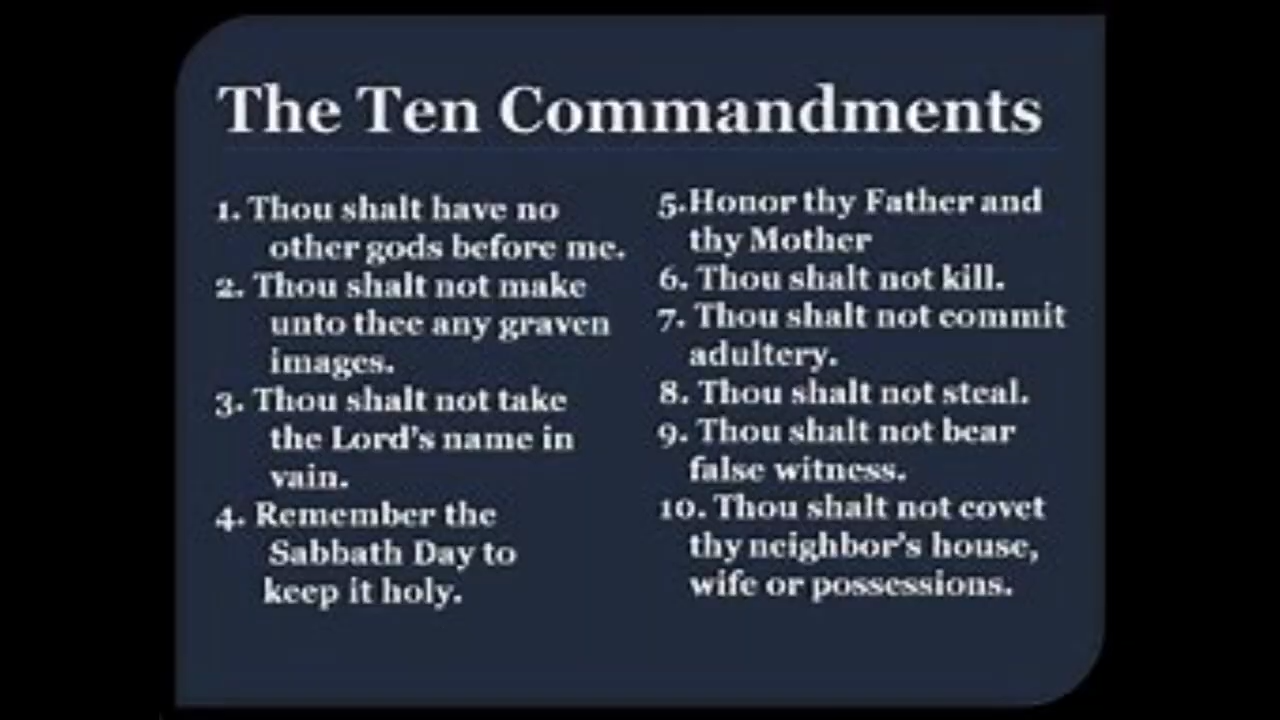 The Ten Commandments
1. Thou shalt have no
other gods before me.
2. Thou shalt not make
unto thee any graven
images.
3. Thou shalt not take
the Lord's name in
vain.
4. Remember the
Sabbath Day to
keep it holy.
5.Honor thy Father and
thy Mother
6. Thou shalt not kill.
7. Thou shalt not commit
adultery.
8. Thou shalt not steal.
9. Thou shalt not bear
false witness.
10. Thou shalt not covet
thy neighbor's house,
wife or possessions.